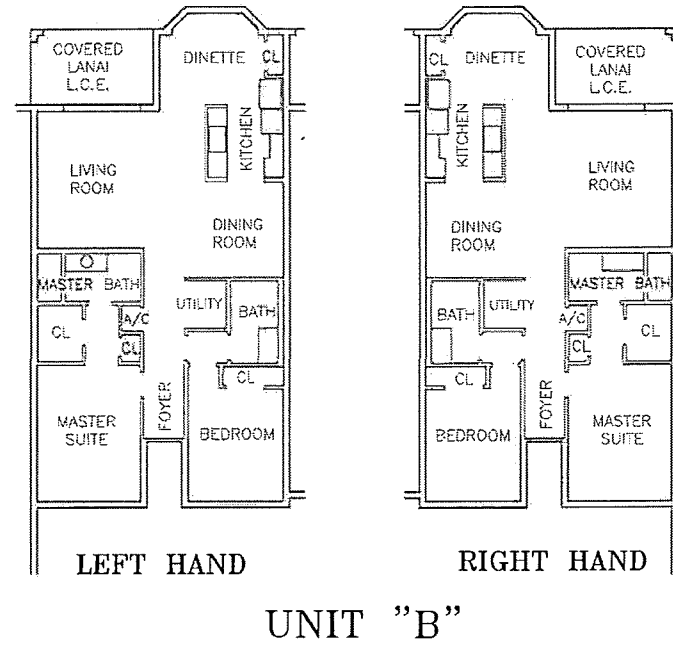 COVERED
LANAI
L.C.E.
DINETTE
CL
KITCHEN
LIVING
ROOM
DINING
ROOM
MASTER BATH
UTILITY
BATH
A/C
CL
CL
CL
FOYER
MASTER
SUITE
BEDROOM
LEFT HAND
CL
DINETTE
COVERED
LANAI
L.C.E.
KITCHEN
LIVING
ROOM
DINING
ROOM
MASTER BATH
UTILITY
BATH
A/C
CL
CL
CL
FOYER
BEDROOM
MASTER
SUITE
RIGHT HAND
UNIT "B"